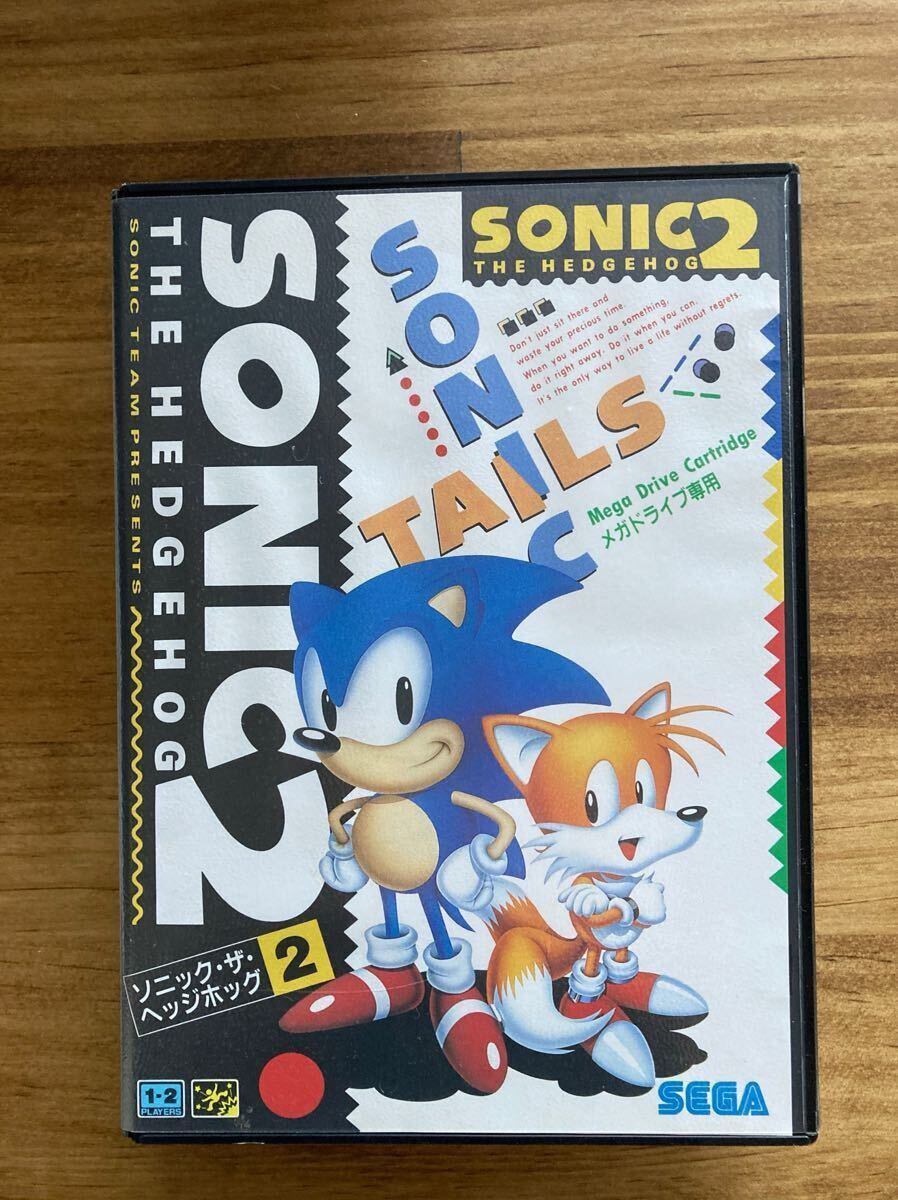 SONIC 2
THE HEDGEHOG
SONIC TEAM PRESENTS
SONIC 2
THE HEDGEHOG
SONIC
TAILS
Don't just sit there and
waste your precious time.
When you want to do something,
do it right away. Do it when you can.
It's the only way to live a life without regrets.
Mega Drive Cartridge
メガドライブ専用
ソニック・ザ・
ヘッジホッグ 2
1-2
PLAYERS
SEGA